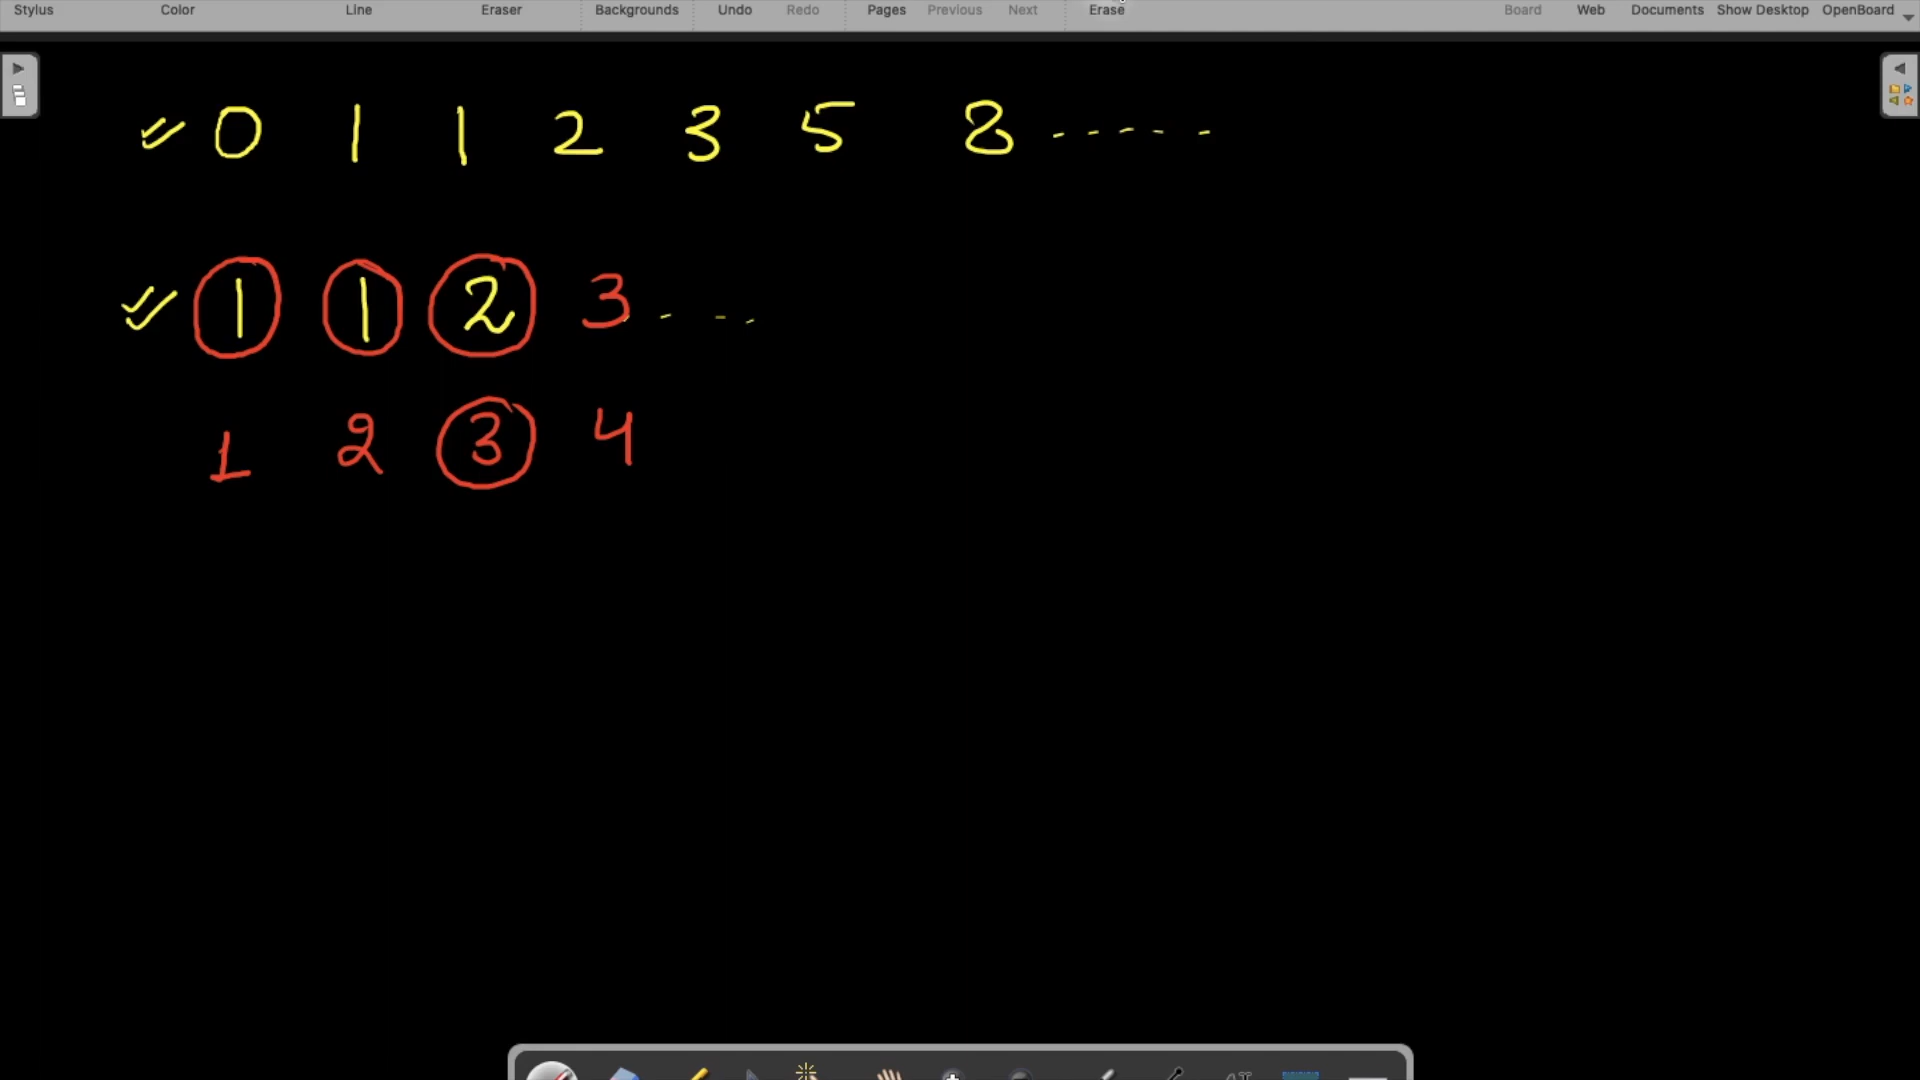 Stylus Color Line Eraser Backgrounds Undo Redo Pages Previous Next Erase Board Web Documents Show Desktop OpenBoard
0 1 1 2 3 5 8 - - - - -
1 1 2 3 . - - -
1 2 3 4